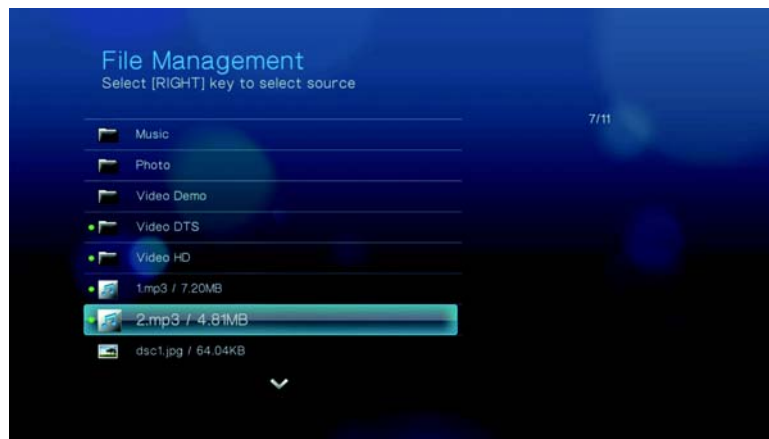 File Management
Select [RIGHT] key to select source
7/11
Music
Photo
Video Demo
Video DTS
Video HD
1.mp3 / 7.20MB
2.mp3 / 4.81MB
dsc1.jpg / 64.04KB